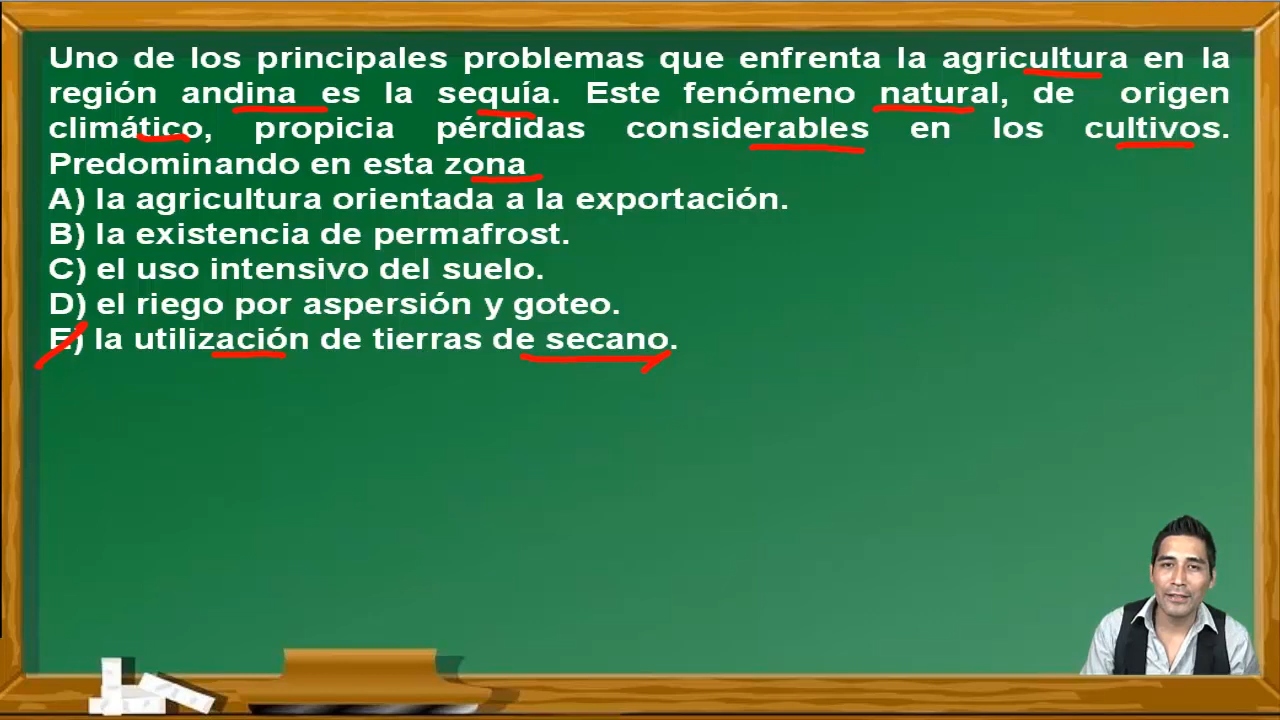 Uno de los principales problemas que enfrenta la agricultura en la
región andina es la sequía. Este fenómeno natural, de origen
climático, propicia pérdidas considerables en los cultivos.
Predominando en esta zona
A) la agricultura orientada a la exportación.
B) la existencia de permafrost.
C) el uso intensivo del suelo.
D) el riego por aspersión y goteo.
E) la utilización de tierras de secano.